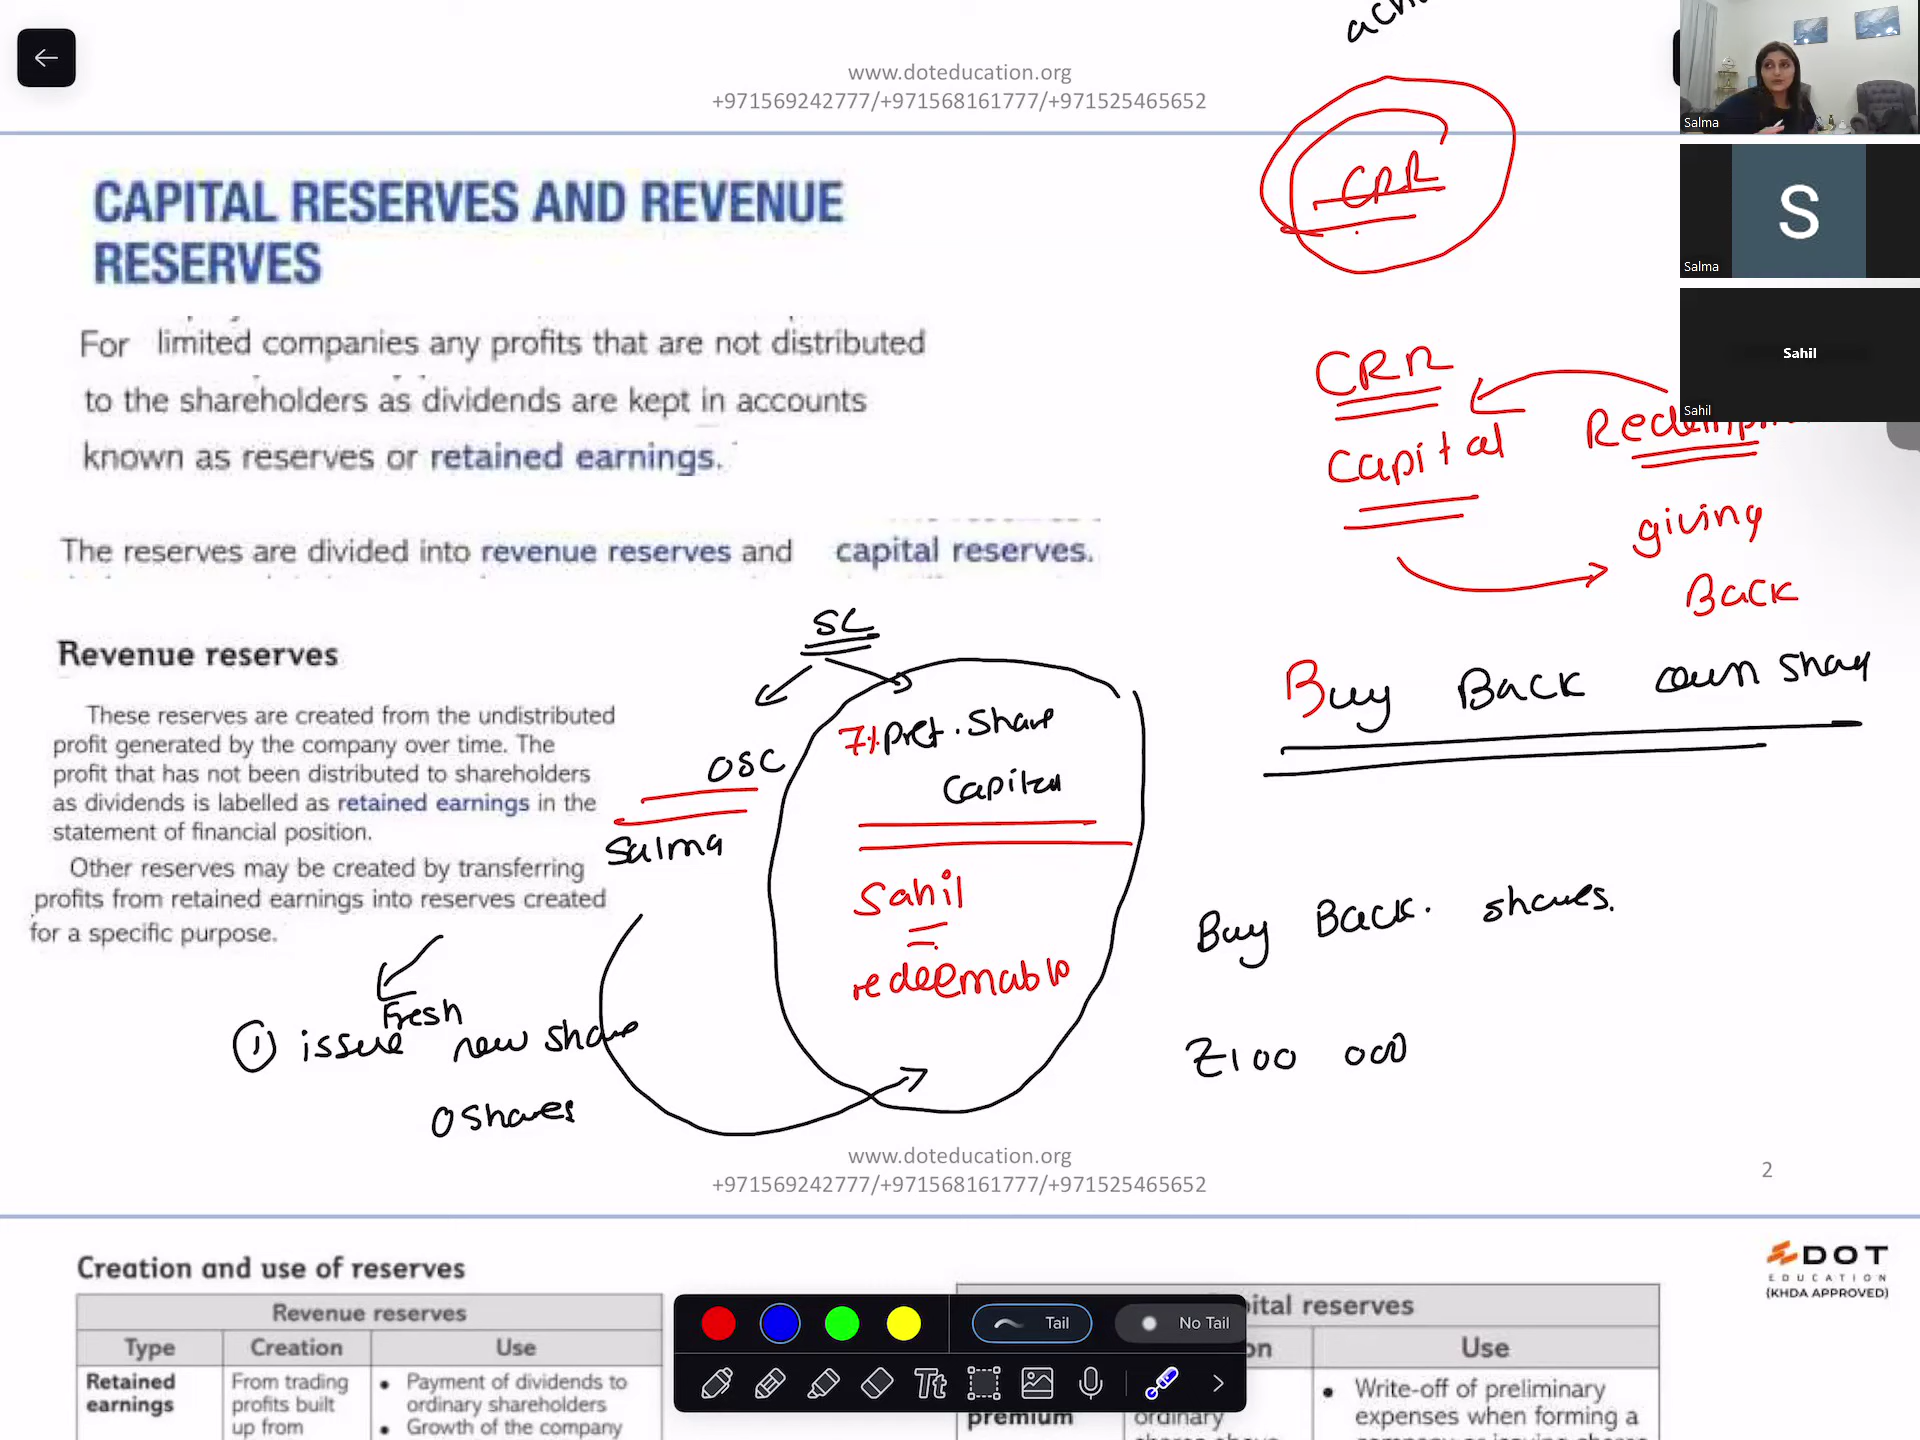 www.doteducation.org
+971569242777/+971568161777/+971525465652
CRR
Salma
S
Salma
Sahil
Sahil
CAPITAL RESERVES AND REVENUE
RESERVES
For limited companies any profits that are not distributed
to the shareholders as dividends are kept in accounts
known as reserves or retained earnings.
The reserves are divided into revenue reserves and capital reserves.
CRR
Capital
giving
Back
Buy Back own
Revenue reserves
These reserves are created from the undistributed
profit generated by the company over time. The
profit that has not been distributed to shareholders
as dividends is labelled as retained earnings in the
statement of financial position.
Other reserves may be created by transferring
profits from retained earnings into reserves created
for a specific purpose.
SC
OSC
Salma
7% Pref. Share
Capital
Sahil
redeemable
Buy Back. shares.
100 000
Fresh
① issue new share
O Shares
www.doteducation.org
+971569242777/+971568161777/+971525465652
2
Creation and use of reserves
DOT
EDUCATION
(KHDA APPROVED)
Revenue reserves
Type Creation Use
Retained
earnings
From trading
profits built
up from
• Payment of dividends to
ordinary shareholders
• Growth of the company
Tail
No Tail
Tt
reserves
Use
premium
ordinary
• Write-off of preliminary
expenses when forming a